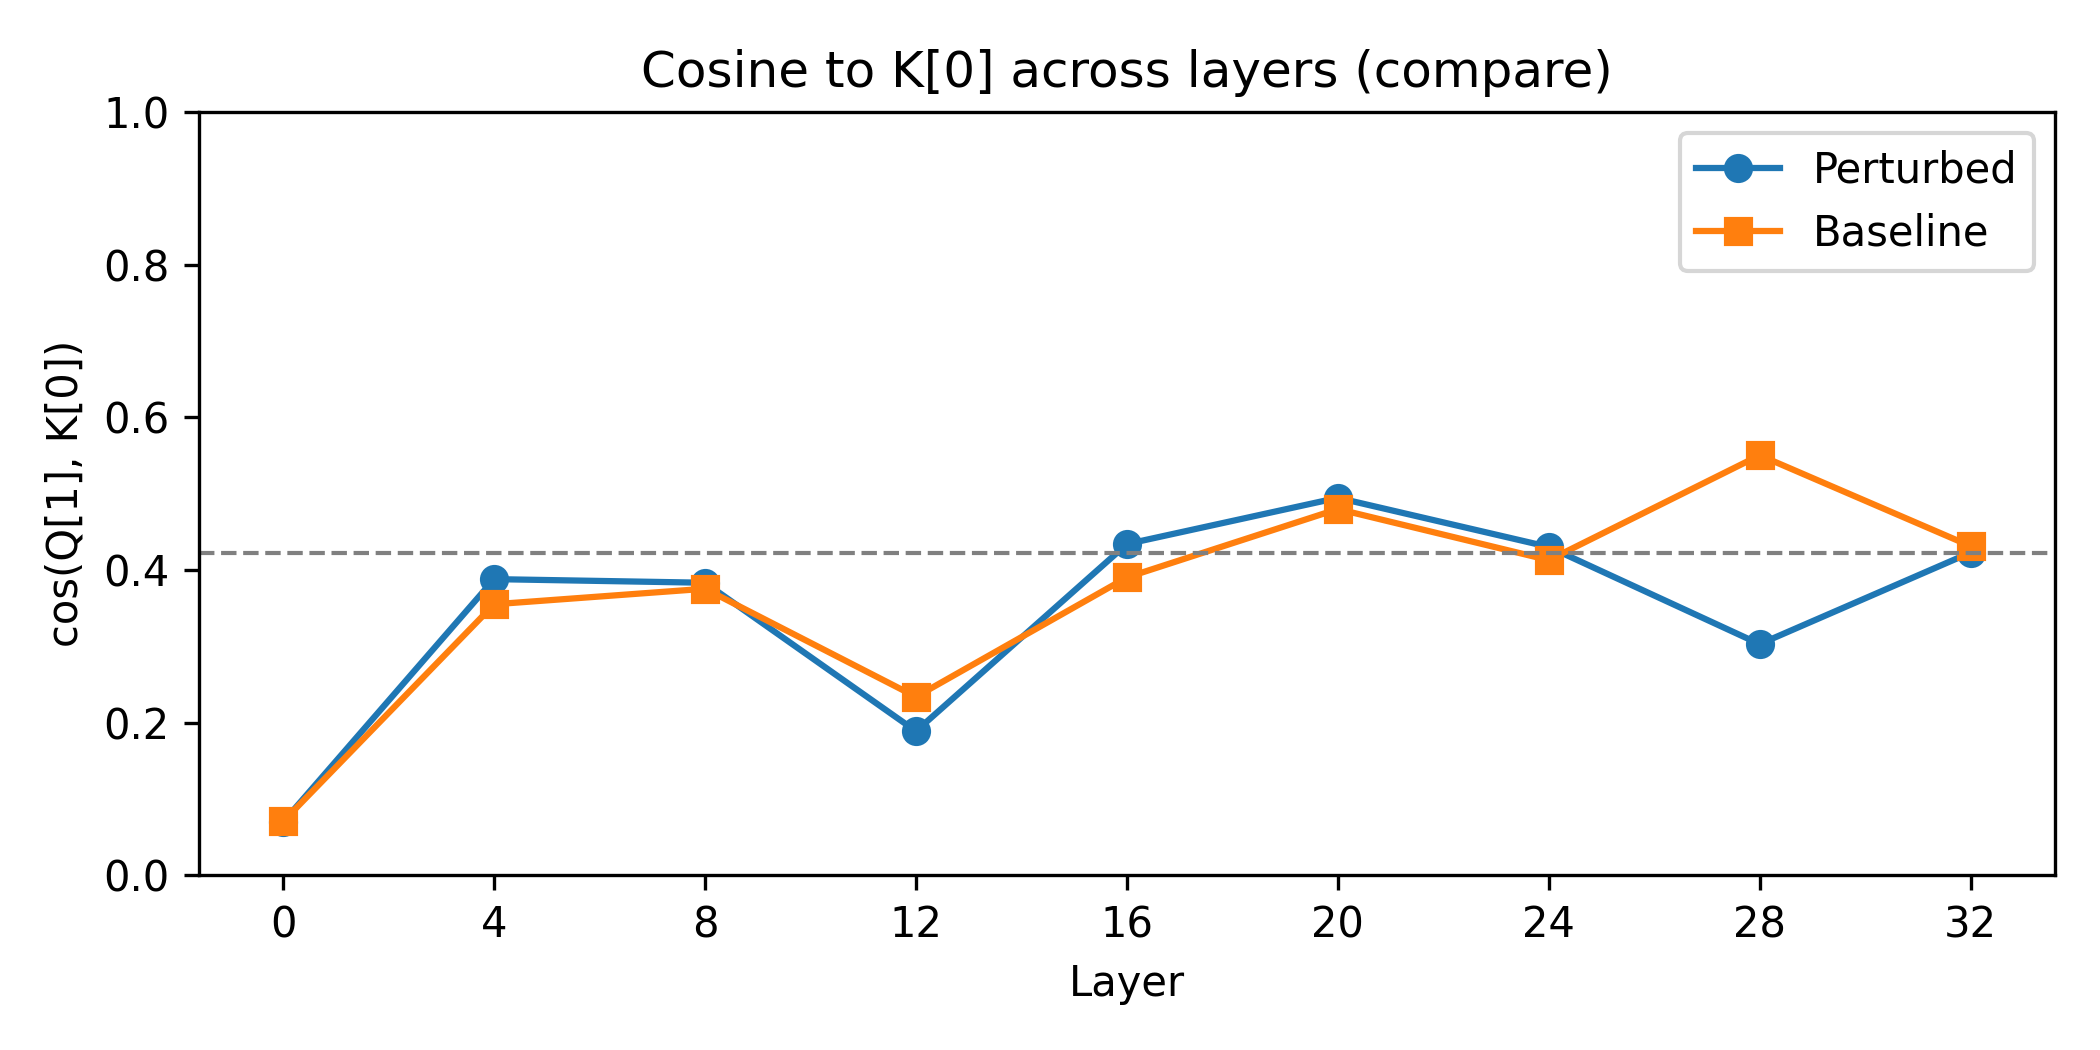 Cosine to K[0] across layers (compare)
1.0
0.8
0.6
0.4
0.2
0.0
cos(Q[1], K[0])
Perturbed
Baseline
0 4 8 12 16 20 24 28 32
Layer